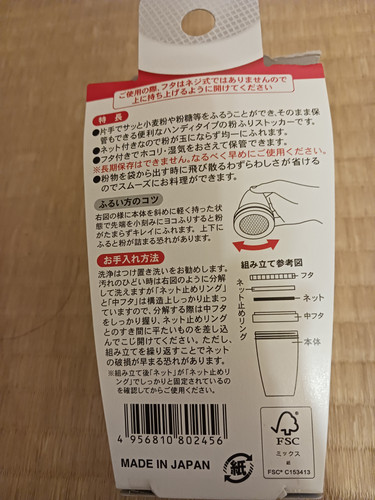 ご使用の際、フタはネジ式ではありませんので
上に持ち上げるように開けてください
特長
●片手でサッと小麦粉や粉糖等をふるうことができ、そのまま保
管もできる便利なハンディタイプの粉ふりストッカーです。
●ネット付きなので粉が玉にならず均一にふれます。
●フタ付きでホコリ・湿気をおさえて保管できます。
※長期保存はできません。なるべく早めにご使用ください。
●粉物を袋から出す時に飛び散るわずらわしさが省ける
のでスムーズにお料理ができます。
ふるい方のコツ
右図の様に本体を斜めに軽く持った状
態で先端を小刻みにヨコふりすると粉
がたまらずキレイにふれます。上下に
ふると粉が詰まる恐れがあります。
お手入れ方法
洗浄はつけ置き洗いをお勧めします。
汚れのひどい時は右図のように分解し
て洗えますが「ネット止めリング」と
「中フタ」は構造上しっかり止まっ
ていますので、分解する際は中フタ
をしっかり握り、ネット止めリング
とのすき間に平たいものを差し込
んでこじ開けてください。ただし、
組み立てを繰り返すことでネット
の破損が早まる恐れがあります。
※組み立て後「ネット」が「ネット止めリ
ング」でしっかりと固定されているの
を確認してからご使用ください。
組み立て参考図
フタ
ネット止めリング
ネット
中フタ
本体
4 956810 802456
MADE IN JAPAN
紙
FSC
ミックス
紙
FSC® C153413